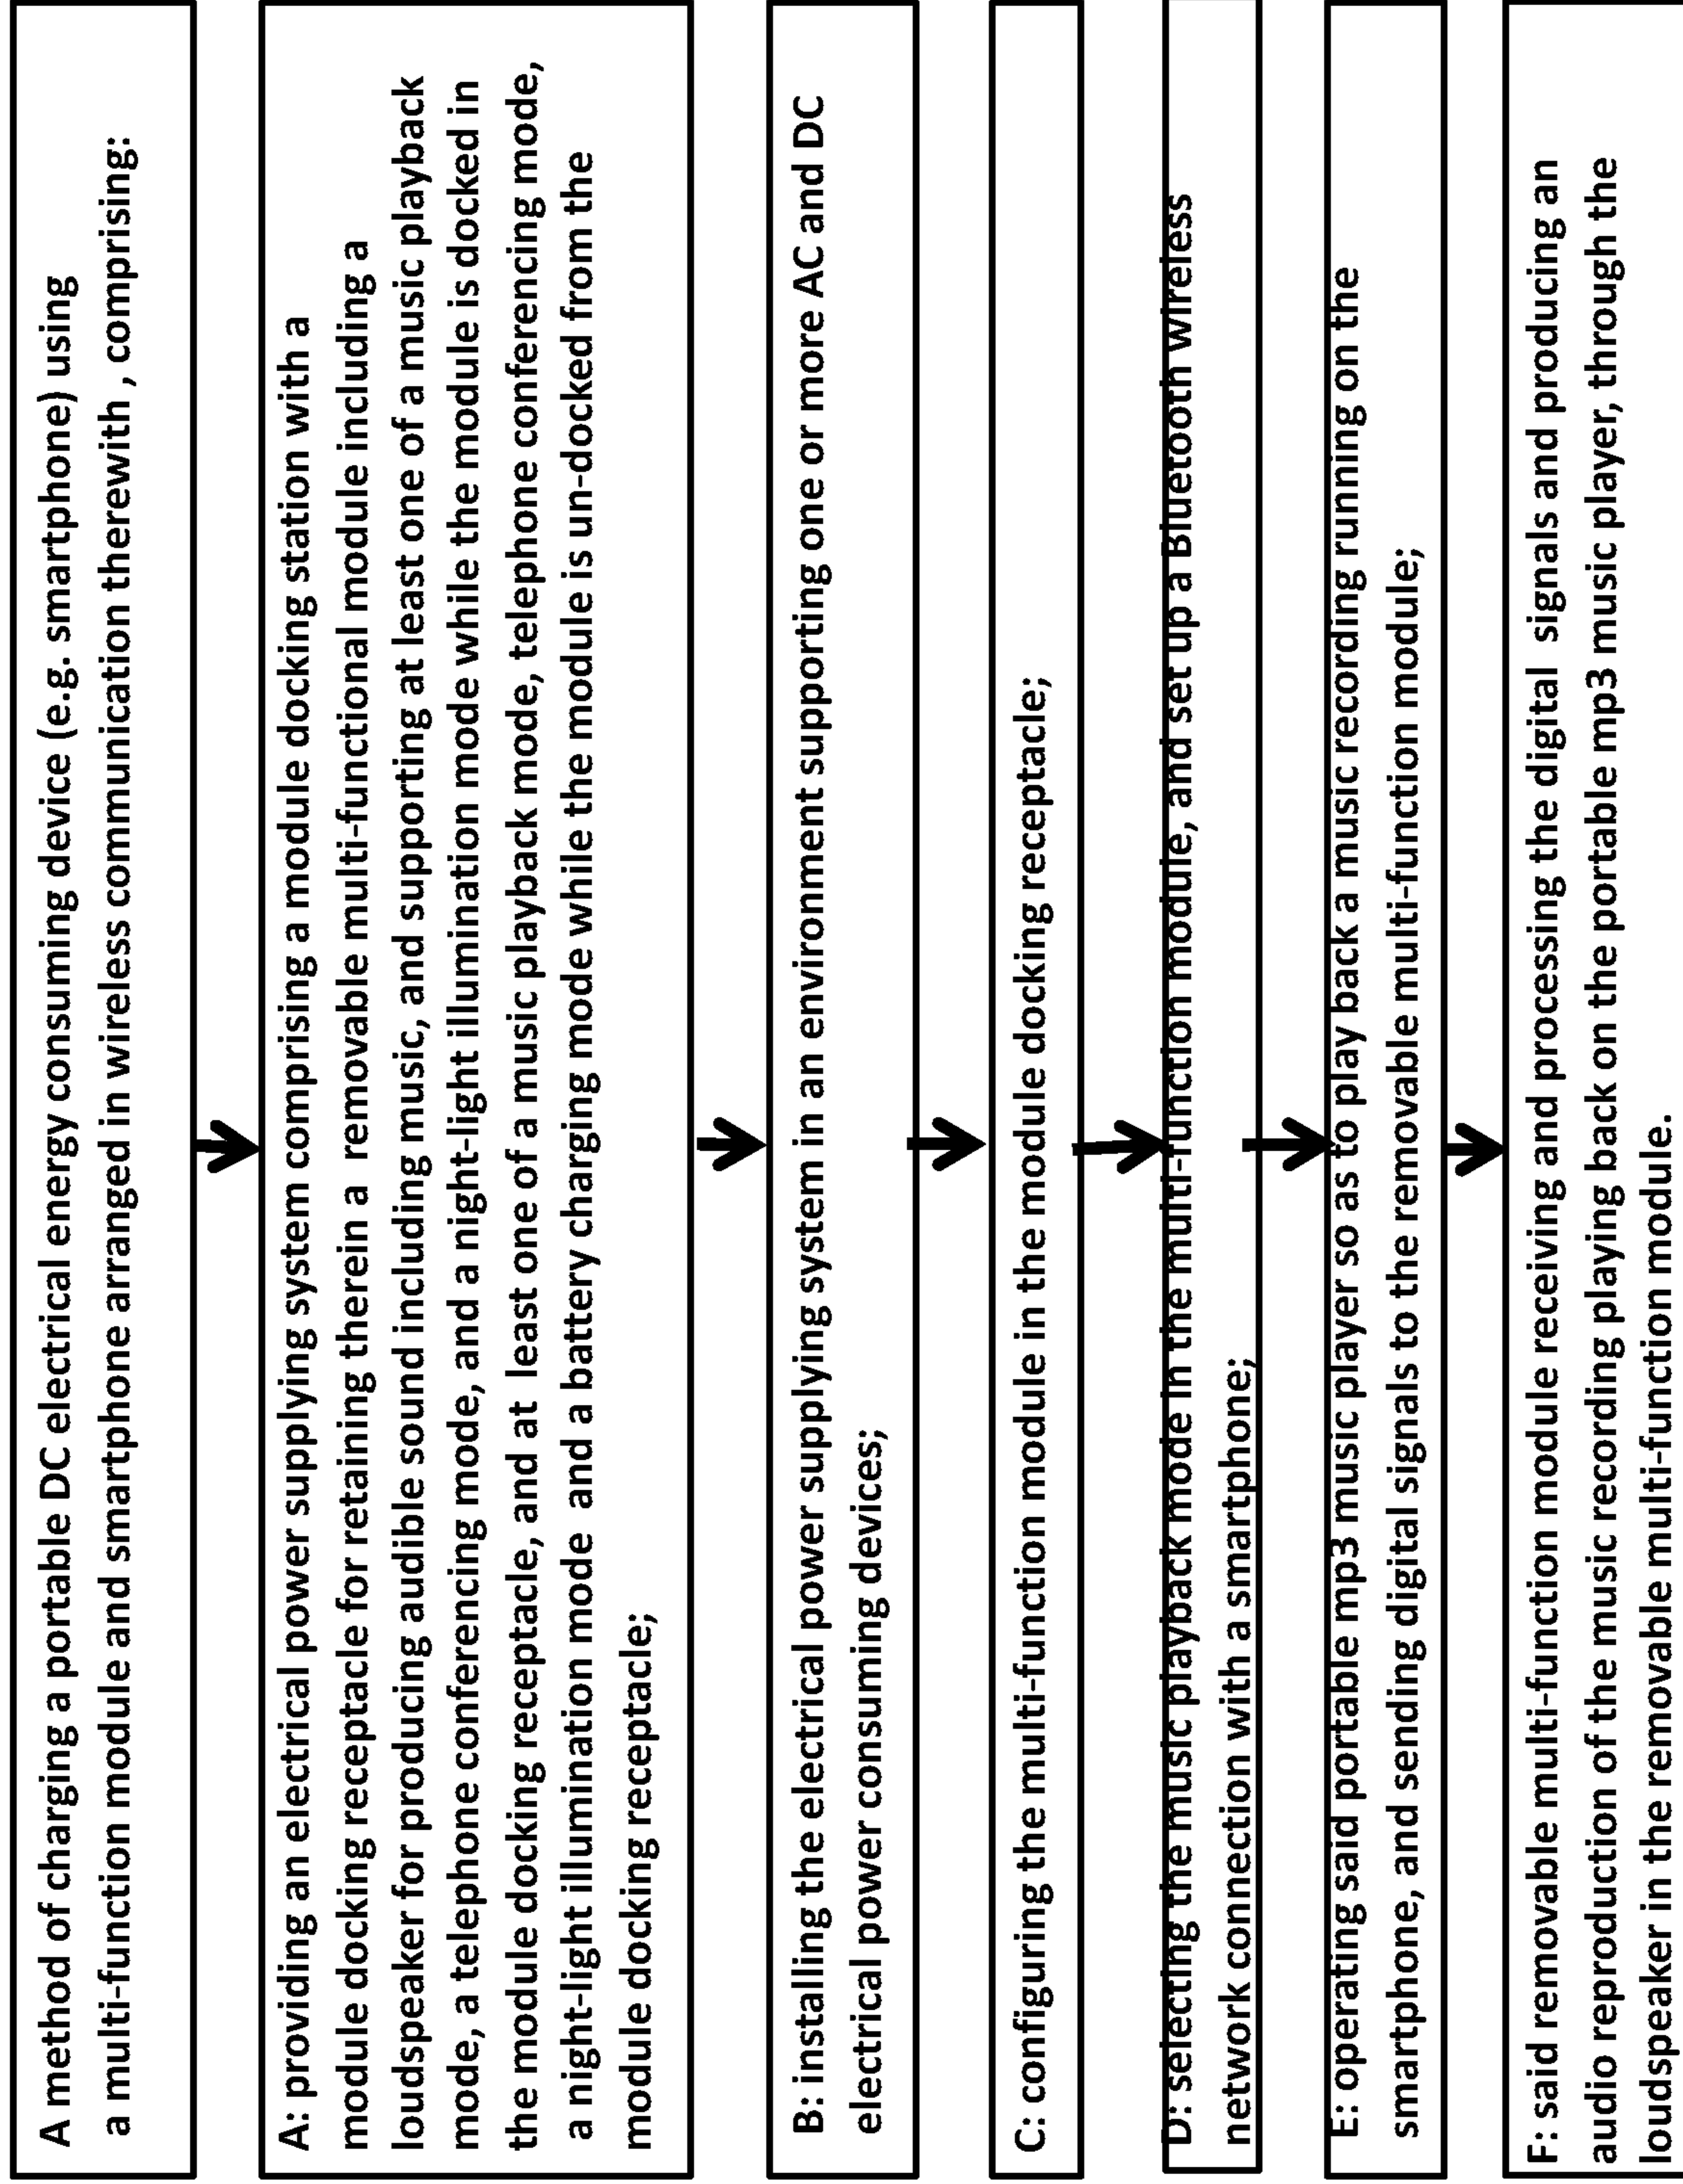 A method of charging a portable DC electrical energy consuming device (e.g. smartphone) using
a multi-function module and smartphone arranged in wireless communication therewith , comprising:
A: providing an electrical power supplying system comprising a module docking station with a
module docking receptacle for retaining therein a removable multi-functional module including a
loudspeaker for producing audible sound including music, and supporting at least one of a music playback
mode, a telephone conferencing mode, and a night-light illumination mode while the module is docked in
the module docking receptacle, and at least one of a music playback mode, telephone conferencing mode,
a night-light illumination mode and a battery charging mode while the module is un-docked from the
module docking receptacle;
B: installing the electrical power supplying system in an environment supporting one or more AC and DC
electrical power consuming devices;
C: configuring the multi-function module in the module docking receptacle;
D: selecting the music playback mode in the multi-function module, and set up a Bluetooth wireless
network connection with a smartphone;
E: operating said portable mp3 music player so as to play back a music recording running on the
smartphone, and sending digital signals to the removable multi-function module;
F: said removable multi-function module receiving and processing the digital signals and producing an
audio reproduction of the music recording playing back on the portable mp3 music player, through the
loudspeaker in the removable multi-function module.